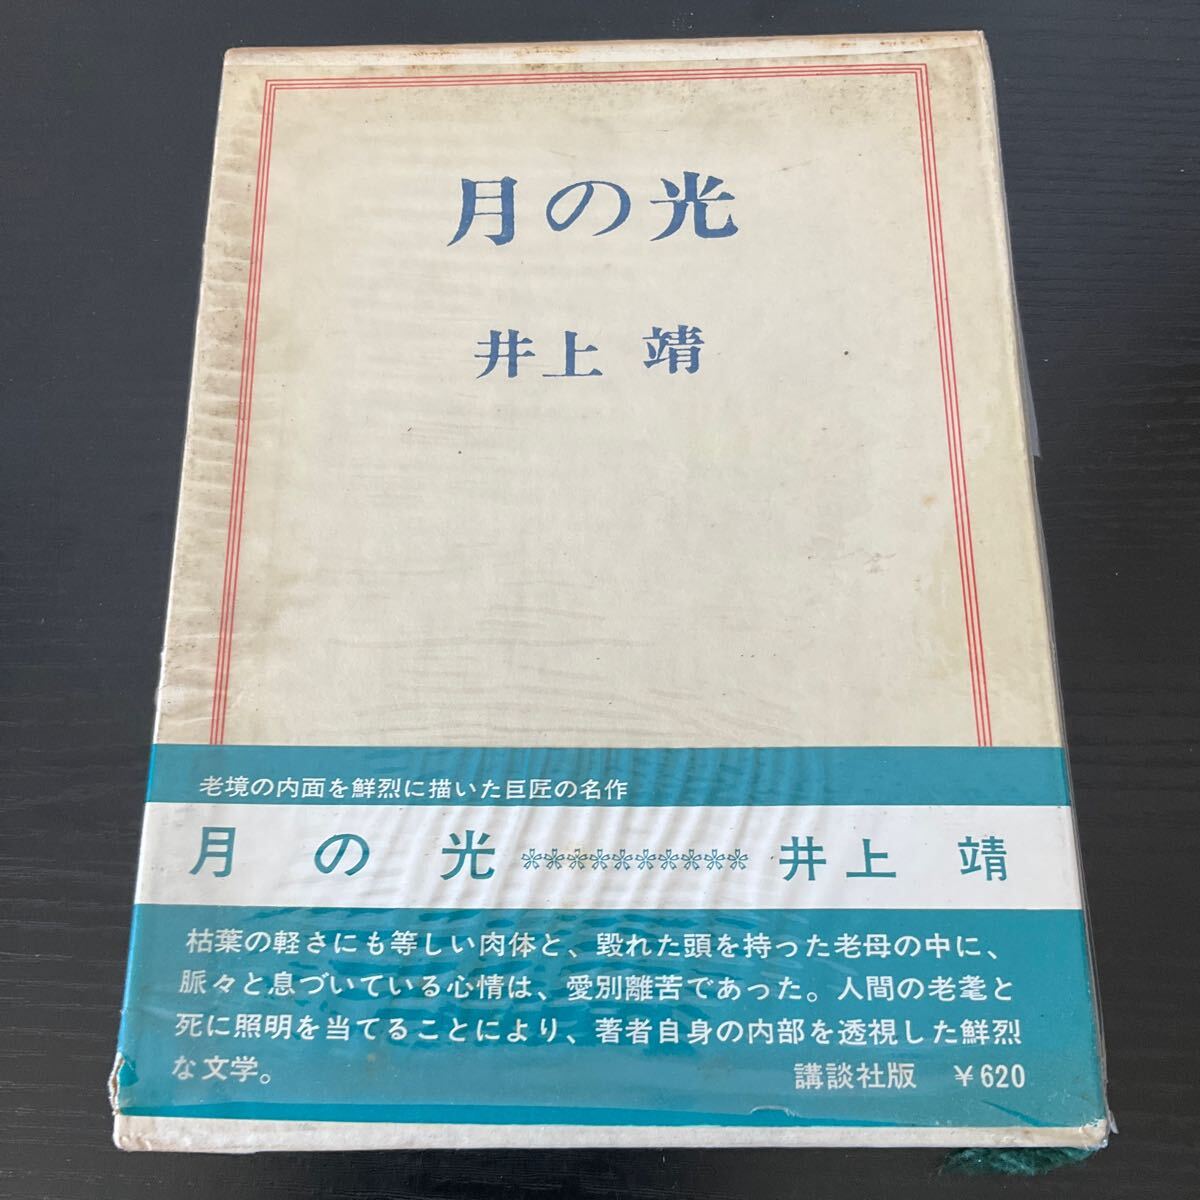 月の光
井上 靖
老境の内面を鮮烈に描いた巨匠の名作
月の光 井上 靖
枯葉の軽さにも等しい肉体と、毀れた頭を持った老母の中に、
脈々と息づいている心情は、愛別離苦であった。人間の老耄と
死に照明を当てることにより、著者自身の内部を透視した鮮烈
な文学。 講談社版 ¥620